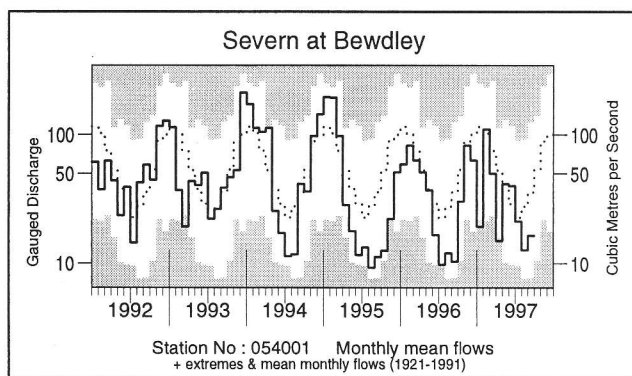 Severn at Bewdley
Gauged Discharge
100
50
10
100
50
10
Cubic Metres per Second
1992 1993 1994 1995 1996 1997
Station No : 054001 Monthly mean flows
+ extremes & mean monthly flows (1921-1991)